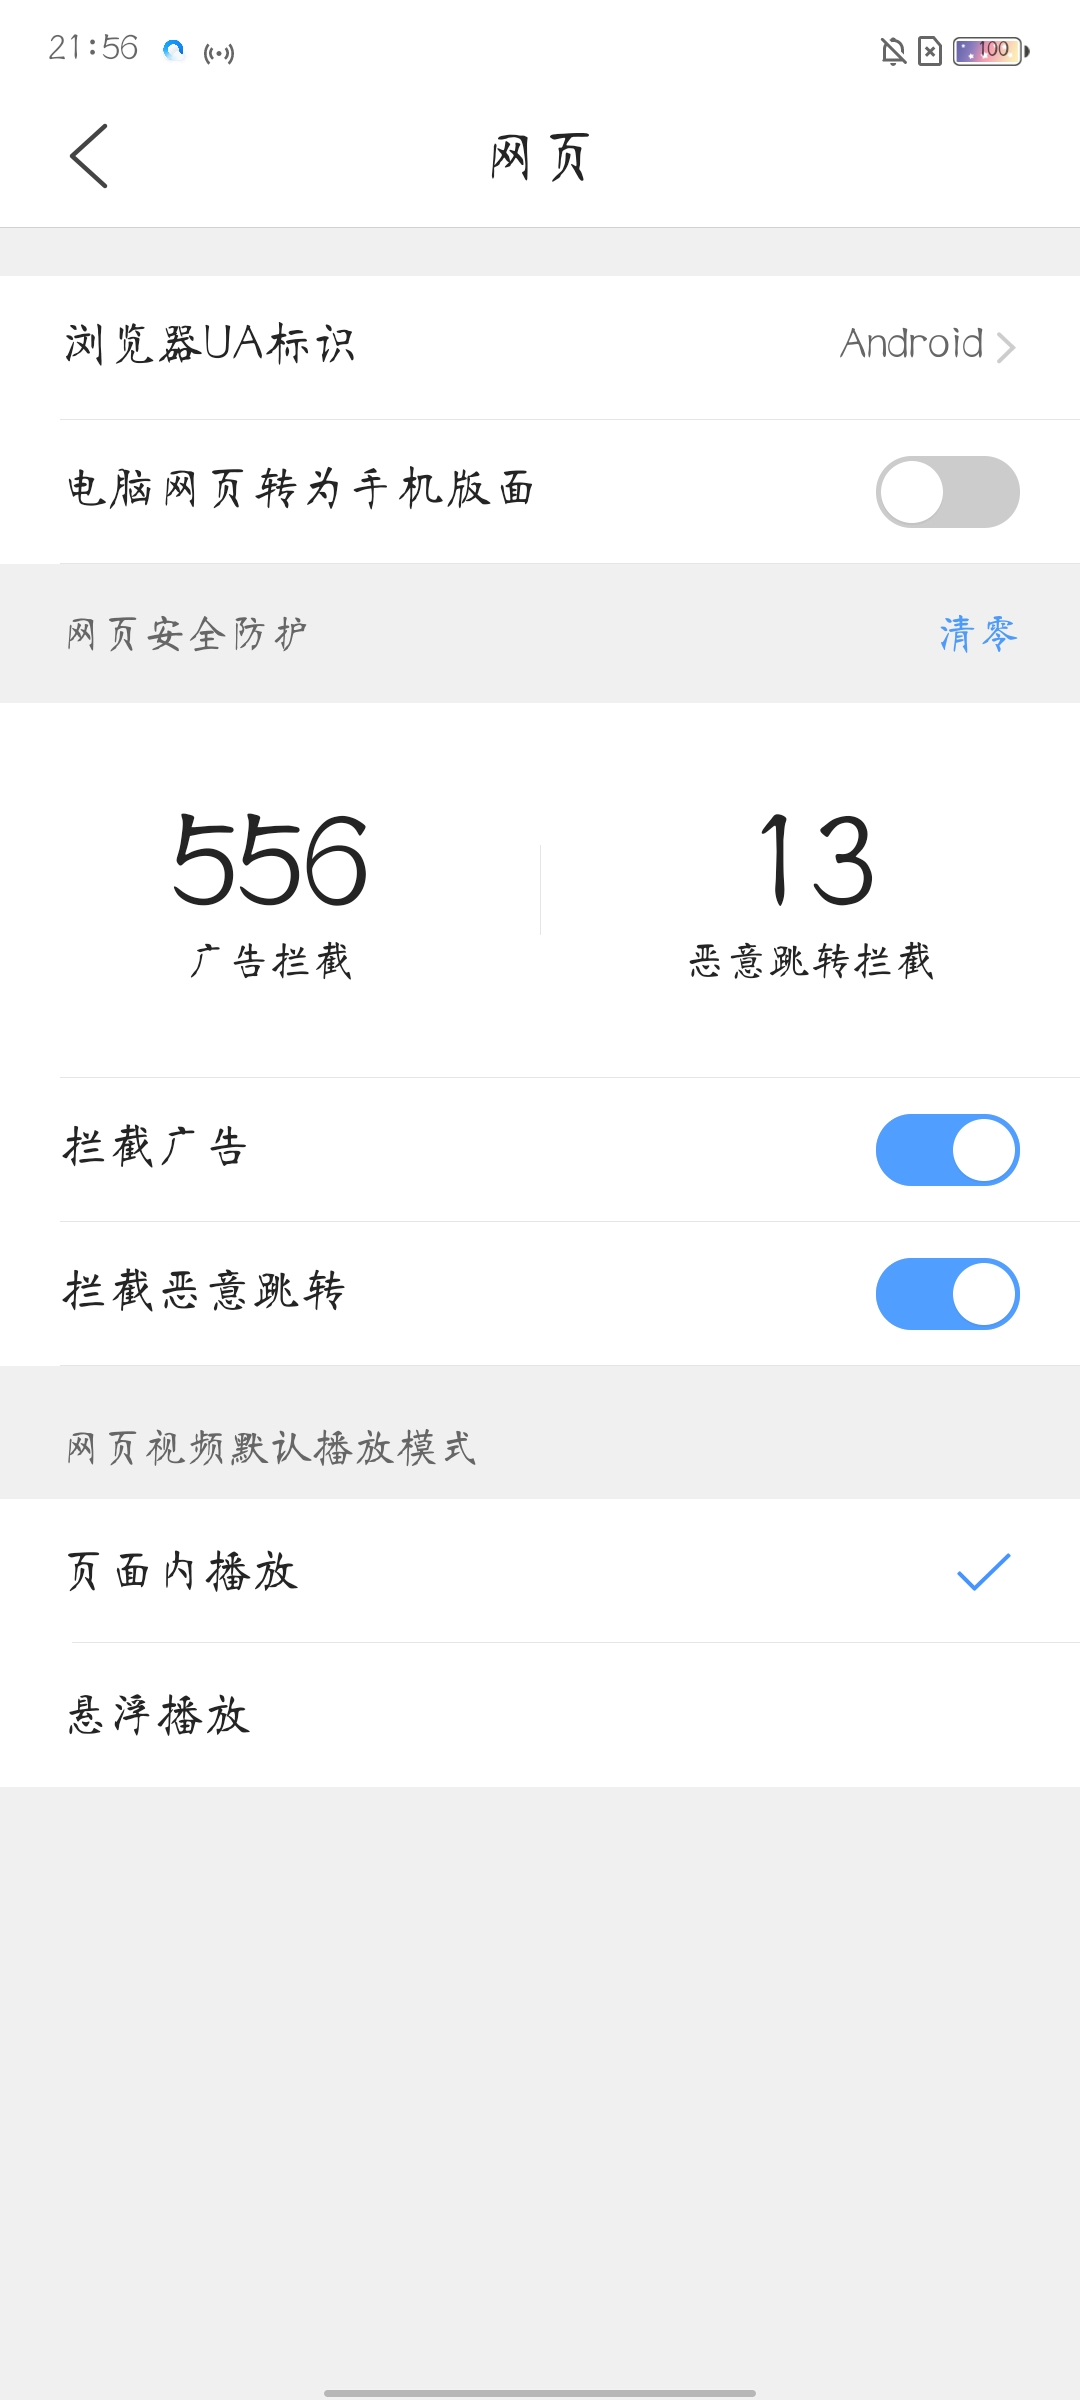 21:56
100
网页
浏览器UA标识
Android
电脑网页转为手机版面
网页安全防护
清零
556
13
广告拦截
恶意跳转拦截
拦截广告
拦截恶意跳转
网页视频默认播放模式
页面内播放
悬浮播放